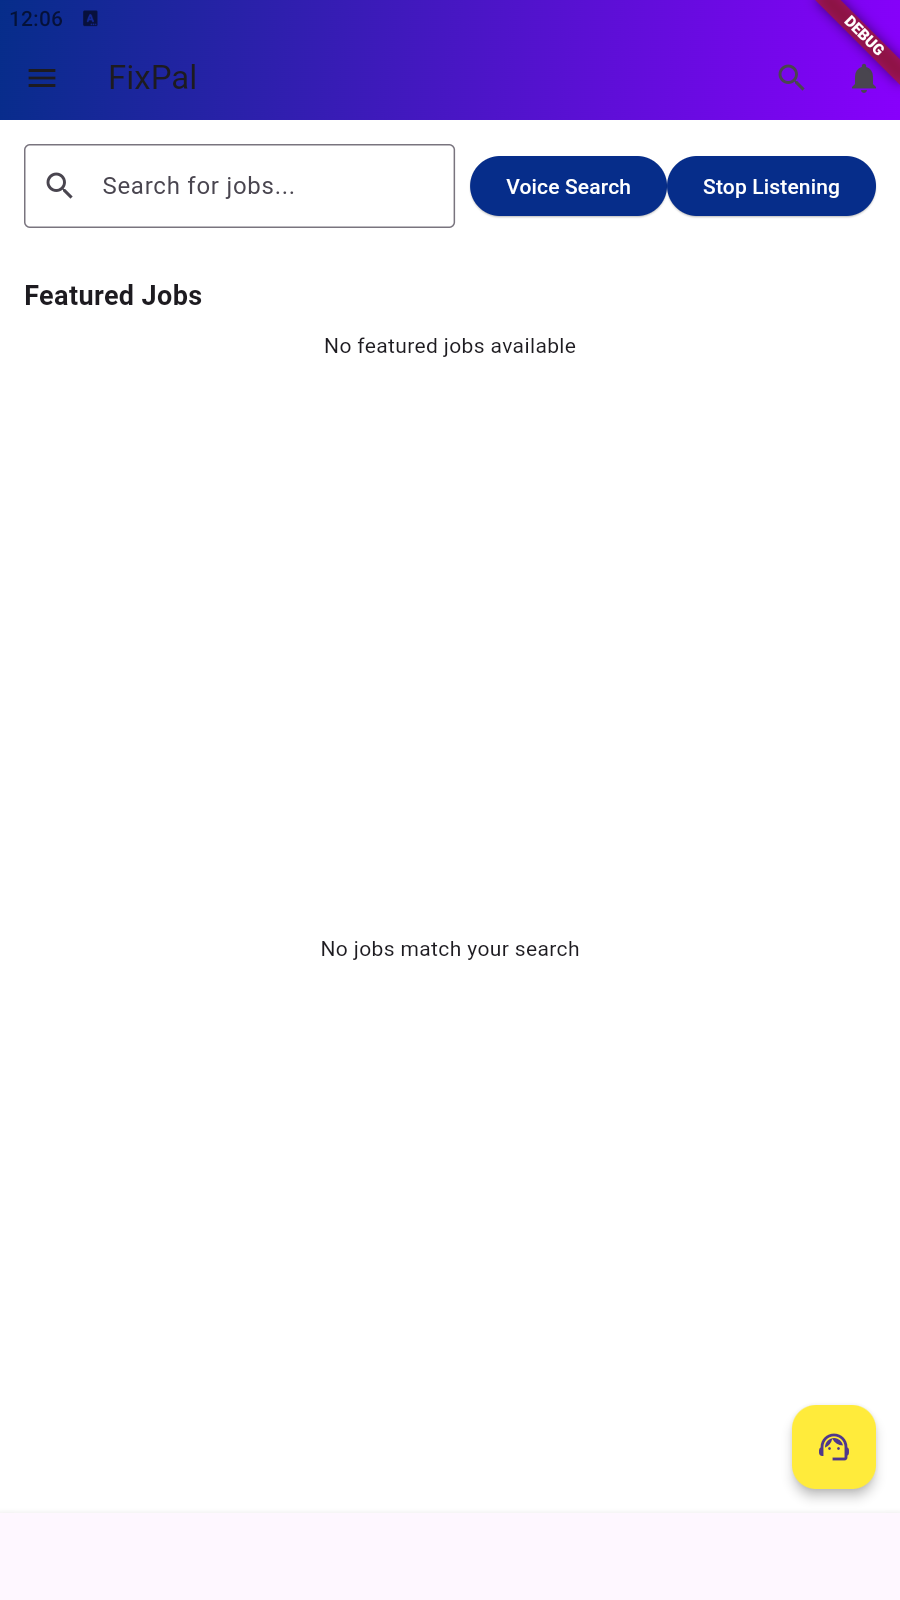 12:06
DEBUG
FixPal
Search for jobs...
Voice Search
Stop Listening
Featured Jobs
No featured jobs available
No jobs match your search